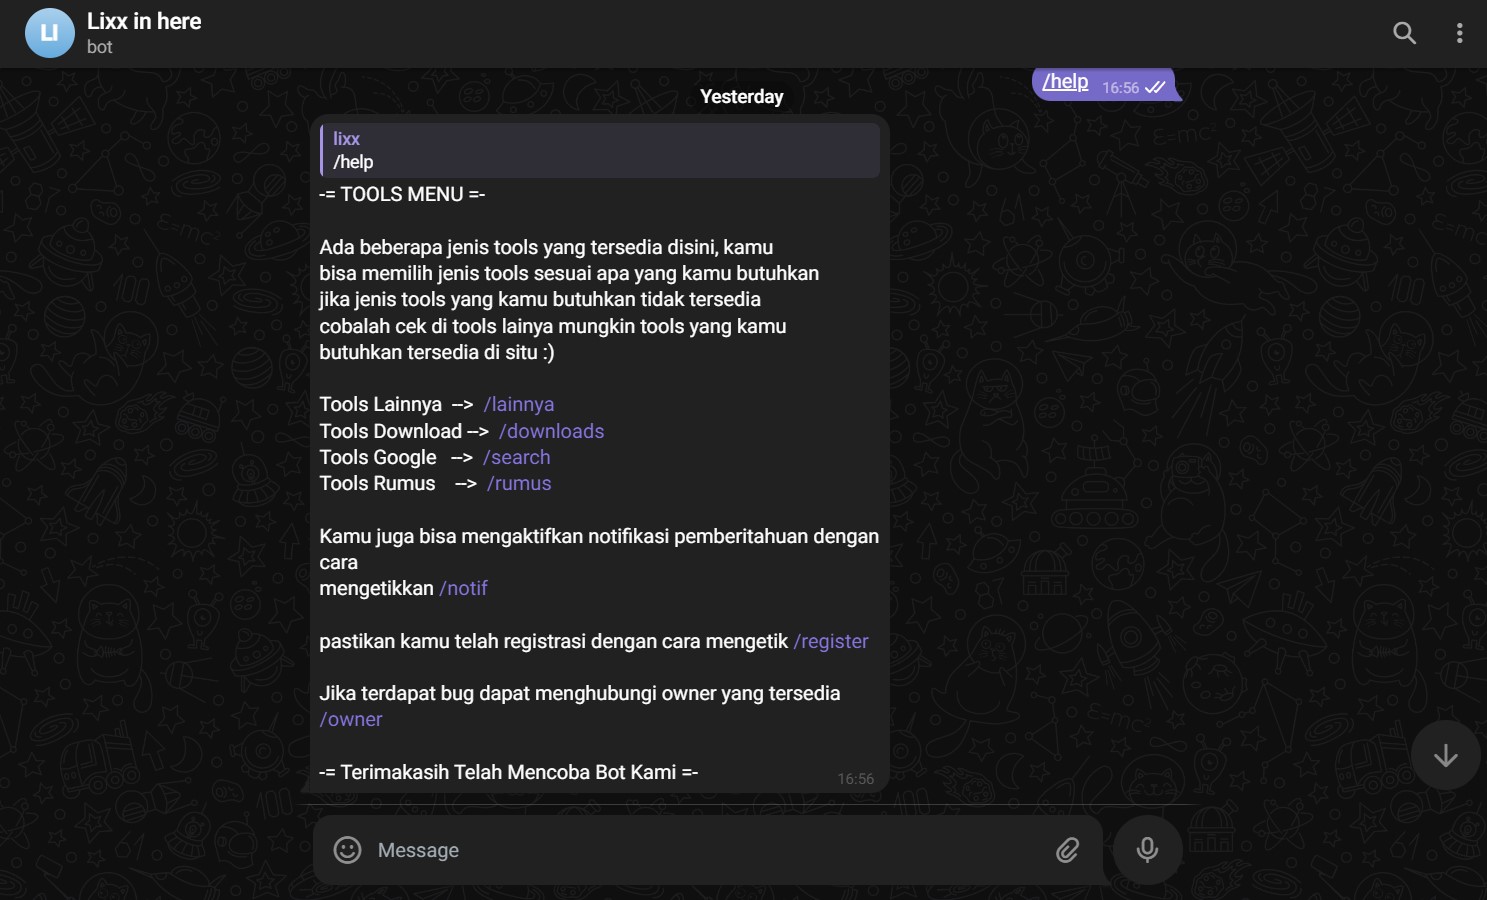 LI
Lixx in here
bot
/help 16:56
Yesterday
lixx
/help
-= TOOLS MENU =-
Ada beberapa jenis tools yang tersedia disini, kamu
bisa memilih jenis tools sesuai apa yang kamu butuhkan
jika jenis tools yang kamu butuhkan tidak tersedia
cobalah cek di tools lainya mungkin tools yang kamu
butuhkan tersedia di situ :)
Tools Lainnya --> /lainnya
Tools Download --> /downloads
Tools Google --> /search
Tools Rumus --> /rumus
Kamu juga bisa mengaktifkan notifikasi pemberitahuan dengan
cara
mengetikkan /notif
pastikan kamu telah registrasi dengan cara mengetik /register
Jika terdapat bug dapat menghubungi owner yang tersedia
/owner
-= Terimakasih Telah Mencoba Bot Kami =-
16:56
Message